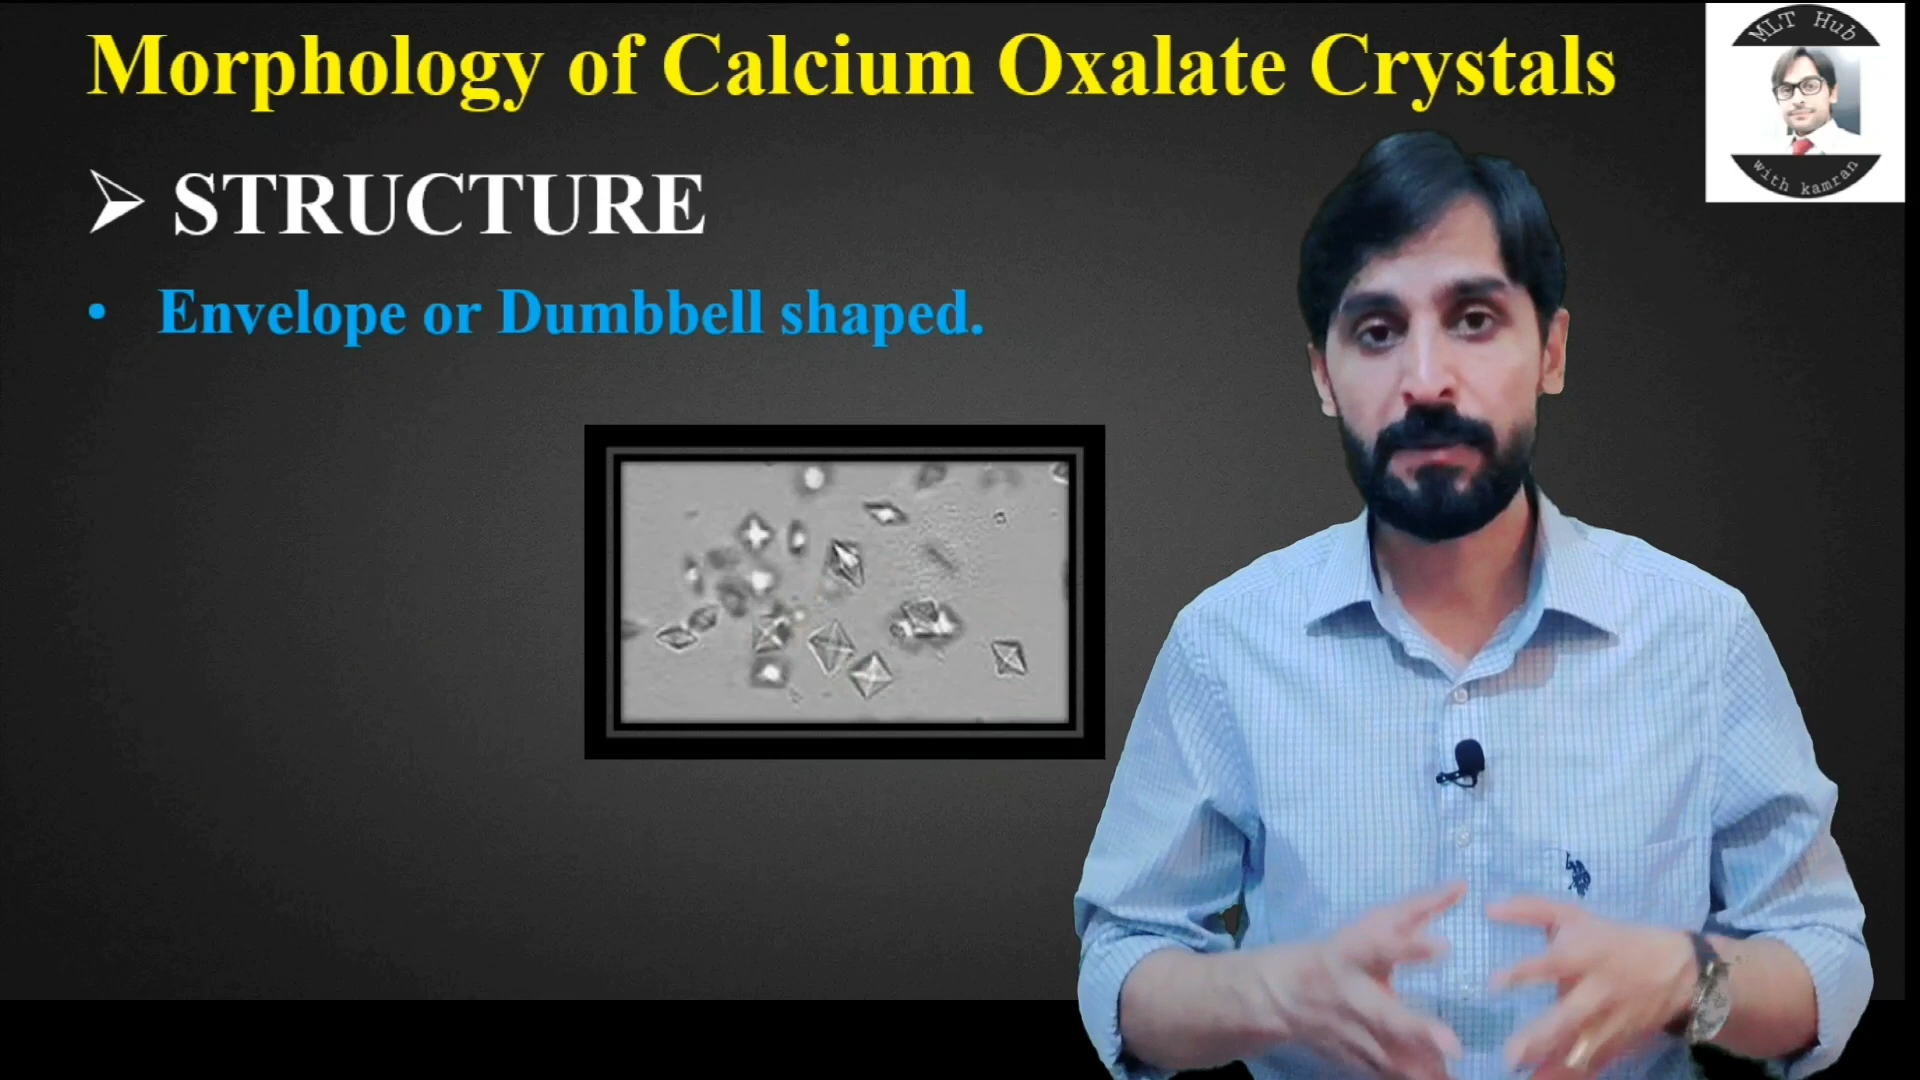 Morphology of Calcium Oxalate Crystals
MLT Hub
with kamran
➢ STRUCTURE
• Envelope or Dumbbell shaped.